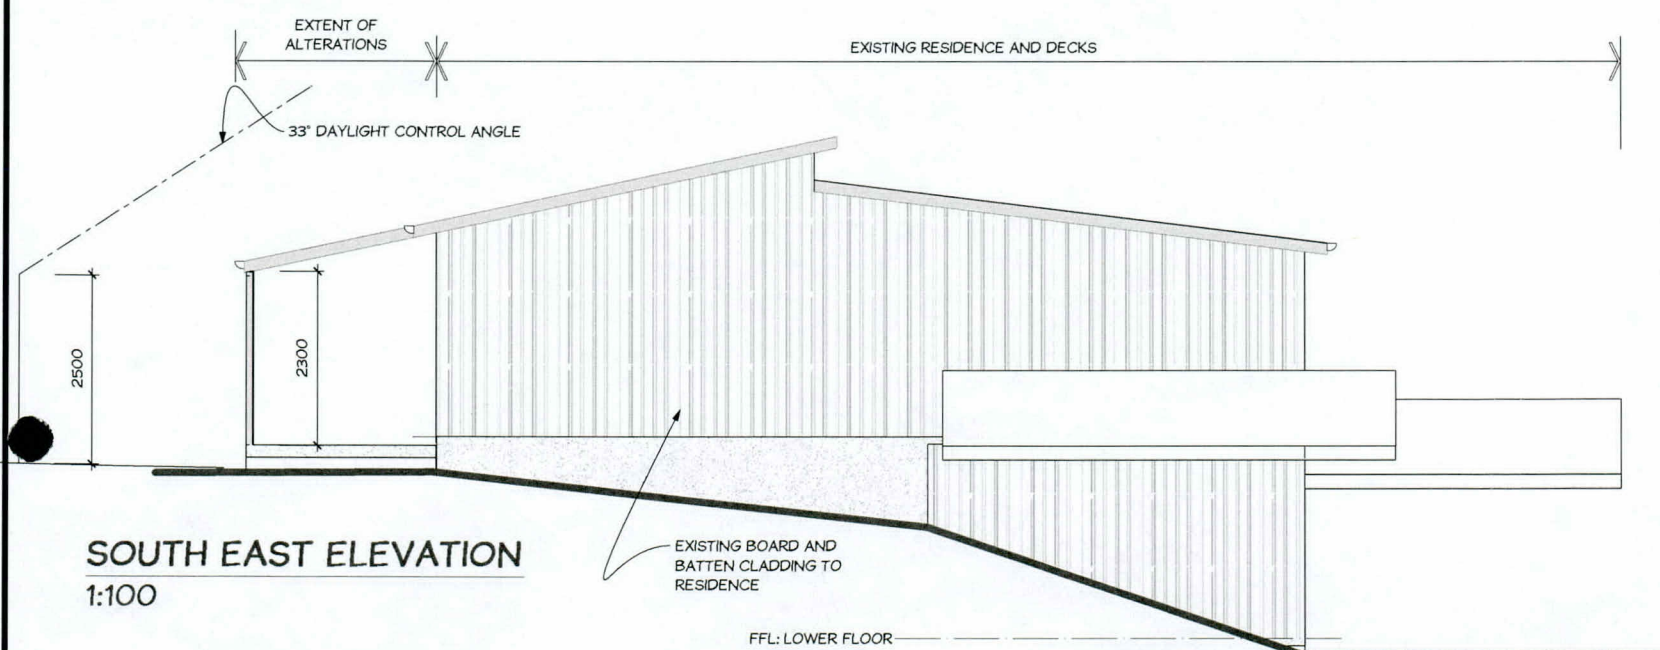 EXTENT OF
ALTERATIONS
EXISTING RESIDENCE AND DECKS
33° DAYLIGHT CONTROL ANGLE
2500
2300
SOUTH EAST ELEVATION
1:100
EXISTING BOARD AND
BATTEN CLADDING TO
RESIDENCE
FFL: LOWER FLOOR